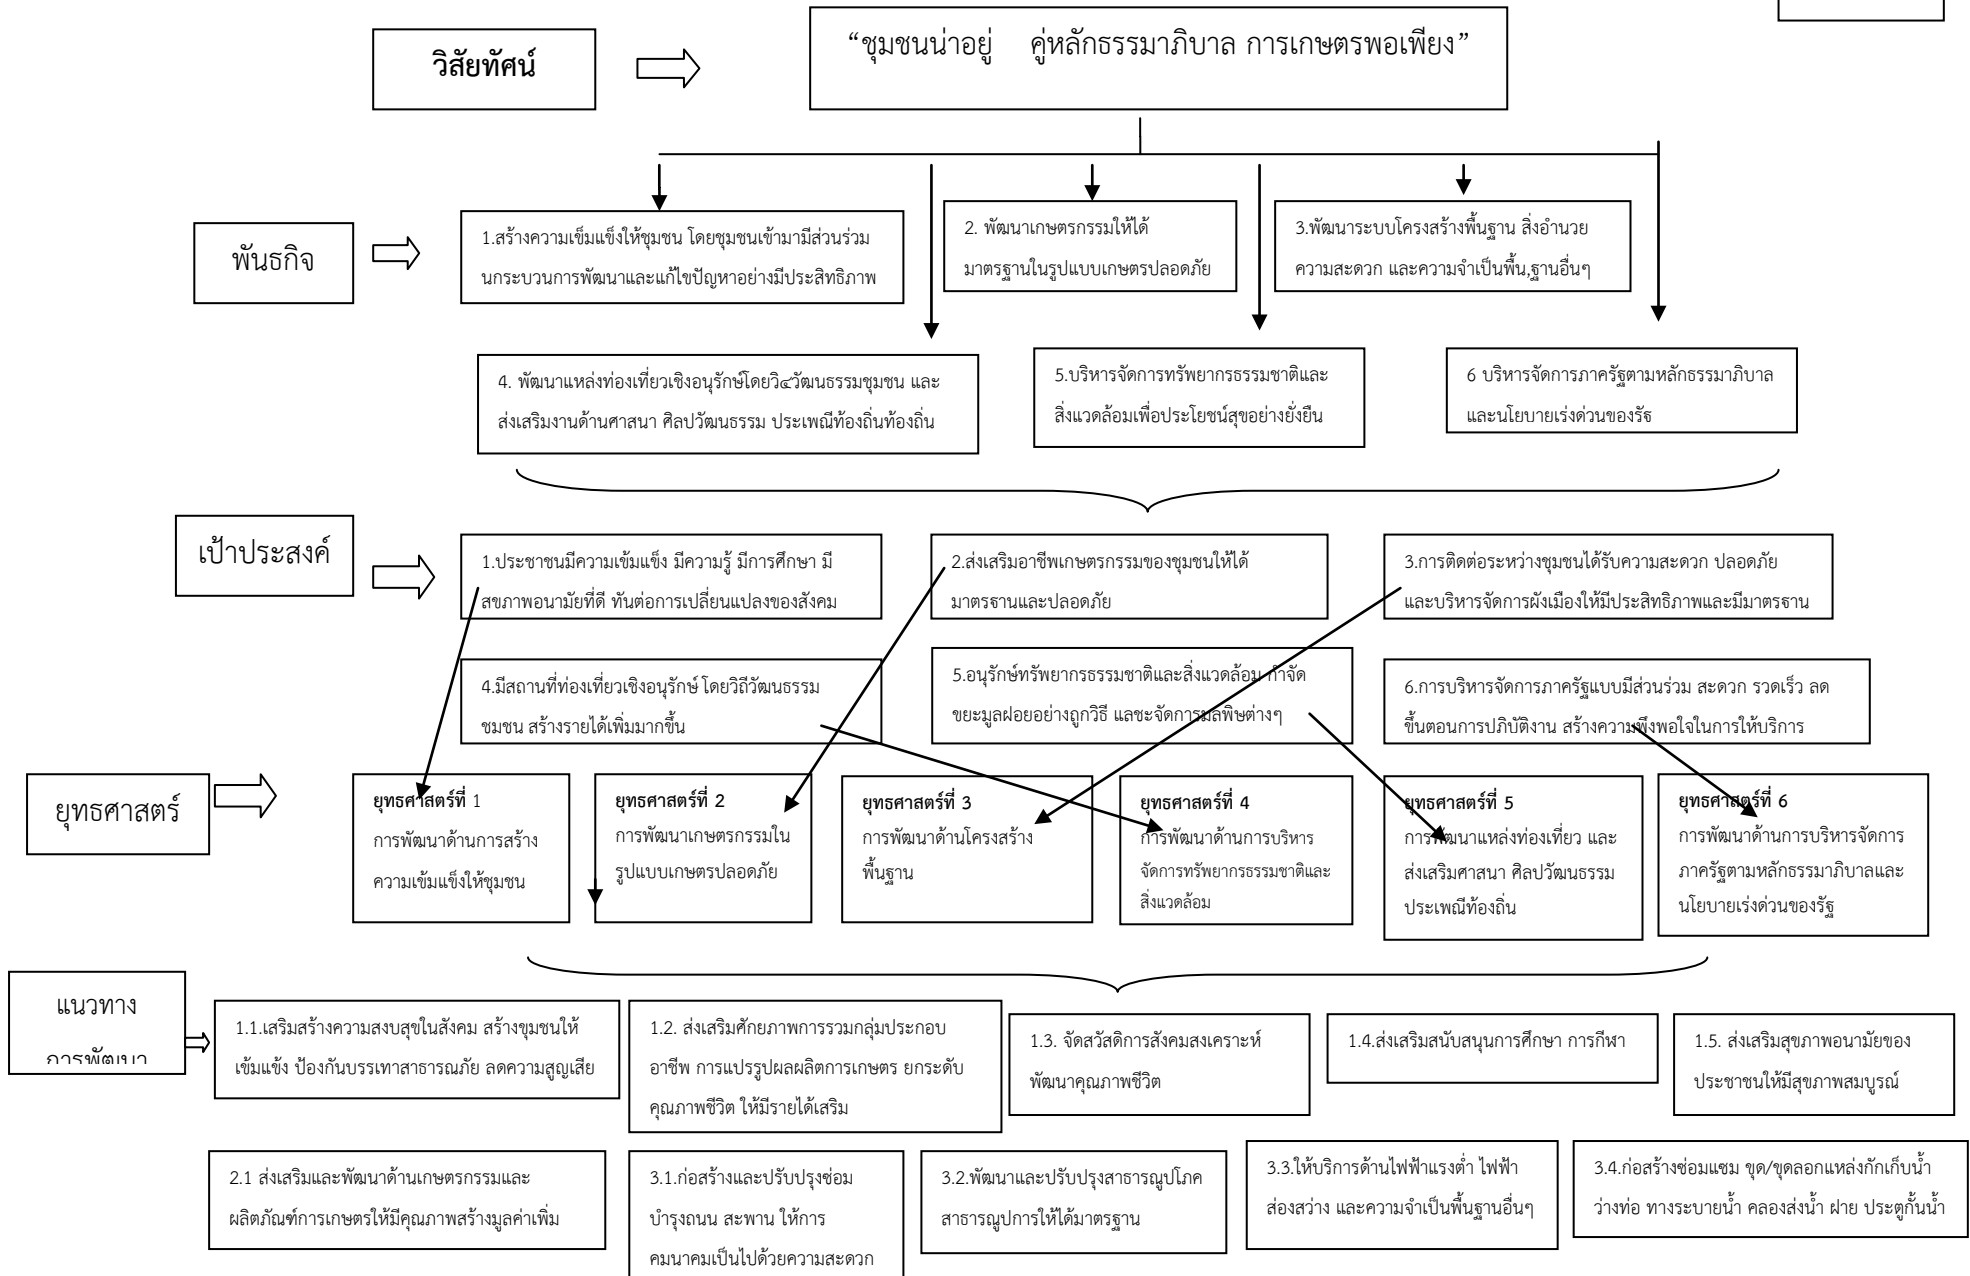 วิสัยทัศน์
“ชุมชนน่าอยู่ คู่หลักธรรมาภิบาล การเกษตรพอเพียง”
พันธกิจ
1.สร้างความเข็มแข็งให้ชุมชน โดยชุมชนเข้ามามีส่วนร่วม
นกระบวนการพัฒนาและแก้ไขปัญหาอย่างมีประสิทธิภาพ
2. พัฒนาเกษตรกรรมให้ได้
มาตรฐานในรูปแบบเกษตรปลอดภัย
3.พัฒนาระบบโครงสร้างพื้นฐาน สิ่งอำนวย
ความสะดวก และความจำเป็นพื้น,ฐานอื่นๆ
4. พัฒนาแหล่งท่องเที่ยวเชิงอนุรักษ์โดยวิ๔วัฒนธรรมชุมชน และ
ส่งเสริมงานด้านศาสนา ศิลปวัฒนธรรม ประเพณีท้องถิ่นท้องถิ่น
5.บริหารจัดการทรัพยากรธรรมชาติและ
สิ่งแวดล้อมเพื่อประโยชน์สุขอย่างยั่งยืน
6 บริหารจัดการภาครัฐตามหลักธรรมาภิบาล
และนโยบายเร่งด่วนของรัฐ
เป้าประสงค์
1.ประชาชนมีความเข้มแข็ง มีความรู้ มีการศึกษา มี
สุขภาพอนามัยที่ดี ทันต่อการเปลี่ยนแปลงของสังคม
2.ส่งเสริมอาชีพเกษตรกรรมของชุมชนให้ได้
มาตรฐานและปลอดภัย
3.การติดต่อระหว่างชุมชนได้รับความสะดวก ปลอดภัย
และบริหารจัดการผังเมืองให้มีประสิทธิภาพและมีมาตรฐาน
4.มีสถานที่ท่องเที่ยวเชิงอนุรักษ์ โดยวิถีวัฒนธรรม
ชุมชน สร้างรายได้เพิ่มมากขึ้น
5.อนุรักษ์ทรัพยากรธรรมชาติและสิ่งแวดล้อม กำจัด
ขยะมูลฝอยอย่างถูกวิธี แลชะจัดการมลพิษต่างๆ
6.การบริหารจัดการภาครัฐแบบมีส่วนร่วม สะดวก รวดเร็ว ลด
ขึ้นตอนการปภิบัติงาน สร้างความพึงพอใจในการให้บริการ
ยุทธศาสตร์
ยุทธศาสตร์ที่ 1
การพัฒนาด้านการสร้าง
ความเข้มแข็งให้ชุมชน
ยุทธศาสตร์ที่ 2
การพัฒนาเกษตรกรรมใน
รูปแบบเกษตรปลอดภัย
ยุทธศาสตร์ที่ 3
การพัฒนาด้านโครงสร้าง
พื้นฐาน
ยุทธศาสตร์ที่ 4
การพัฒนาด้านการบริหาร
จัดการทรัพยากรธรรมชาติและ
สิ่งแวดล้อม
ยุทธศาสตร์ที่ 5
การพัฒนาแหล่งท่องเที่ยว และ
ส่งเสริมศาสนา ศิลปวัฒนธรรม
ประเพณีท้องถิ่น
ยุทธศาสตร์ที่ 6
การพัฒนาด้านการบริหารจัดการ
ภาครัฐตามหลักธรรมาภิบาลและ
นโยบายเร่งด่วนของรัฐ
แนวทาง
การพัฒนา
1.1.เสริมสร้างความสงบสุขในสังคม สร้างขุมชนให้
เข้มแข้ง ป้องกันบรรเทาสาธารณภัย ลดความสูญเสีย
1.2. ส่งเสริมศักยภาพการรวมกลุ่มประกอบ
อาชีพ การแปรรูปผลผลิตการเกษตร ยกระดับ
คุณภาพชีวิต ให้มีรายได้เสริม
1.3. จัดสวัสดิการสังคมสงเคราะห์
พัฒนาคุณภาพชีวิต
1.4.ส่งเสริมสนับสนุนการศึกษา การกีฬา
1.5. ส่งเสริมสุขภาพอนามัยของ
ประชาชนให้มีสุขภาพสมบูรณ์
2.1 ส่งเสริมและพัฒนาด้านเกษตรกรรมและ
ผลิตภัณฑ์การเกษตรให้มีคุณภาพสร้างมูลค่าเพิ่ม
3.1.ก่อสร้างและปรับปรุงซ่อม
บำรุงถนน สะพาน ให้การ
คมนาคมเป็นไปด้วยความสะดวก
3.2.พัฒนาและปรับปรุงสาธารณูปโภค
สาธารณูปการให้ได้มาตรฐาน
3.3.ให้บริการด้านไฟฟ้าแรงต่ำ ไฟฟ้า
ส่องสว่าง และความจำเป็นพื้นฐานอื่นๆ
3.4.ก่อสร้างซ่อมแซม ขุด/ขุดลอกแหล่งกักเก็บน้ำ
ว่างท่อ ทางระบายน้ำ คลองส่งน้ำ ฝาย ประตูกั้นน้ำ